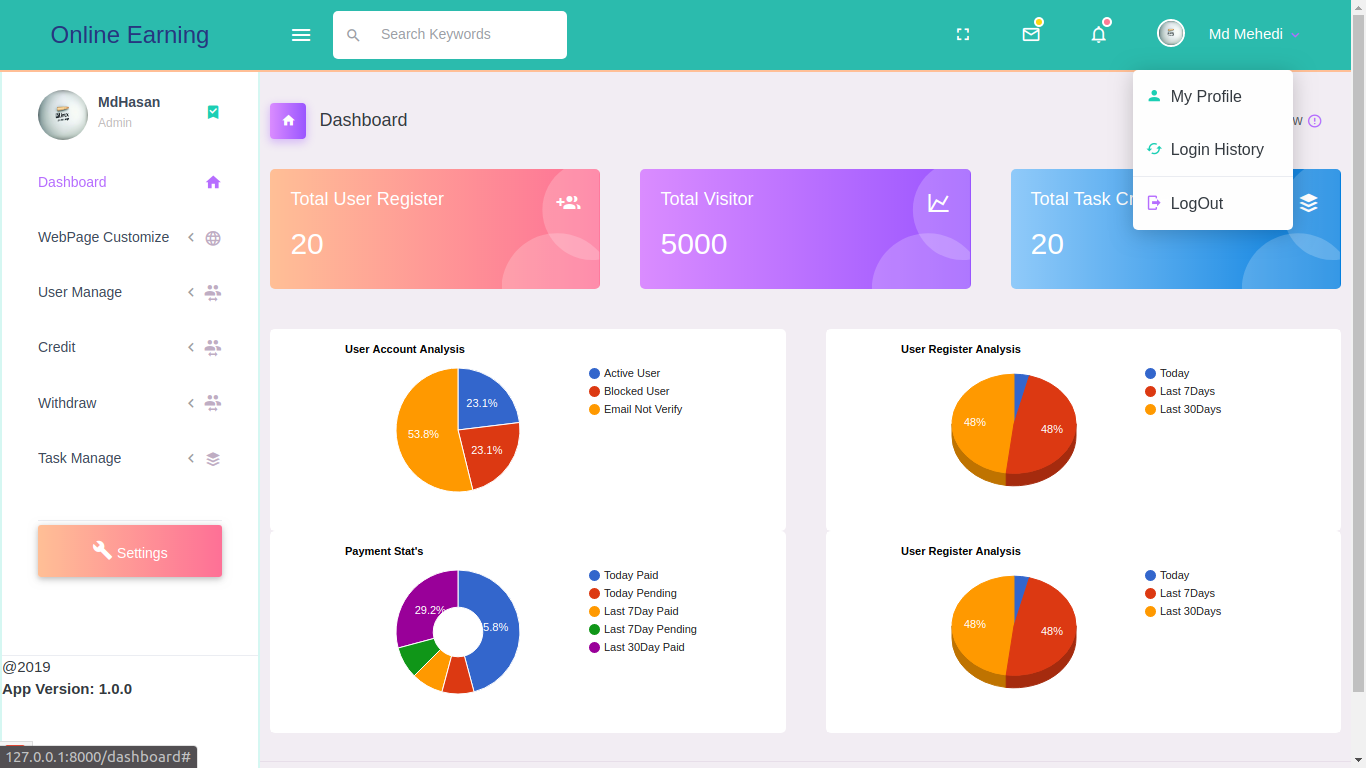 Online Earning
Search Keywords
Md Mehedi
MdHasan
Admin
My Profile
Login History
LogOut
Dashboard
Dashboard
WebPage Customize
User Manage
Credit
Withdraw
Task Manage
Settings
@2019
App Version: 1.0.0
Total User Register
20
Total Visitor
5000
Total Task Cr
20
User Account Analysis
23.1%
23.1%
53.8%
Active User
Blocked User
Email Not Verify
User Register Analysis
48%
48%
Today
Last 7Days
Last 30Days
Payment Stat's
29.2%
5.8%
Today Paid
Today Pending
Last 7Day Paid
Last 7Day Pending
Last 30Day Paid
User Register Analysis
48%
48%
Today
Last 7Days
Last 30Days
127.0.0.1:8000/dashboard#